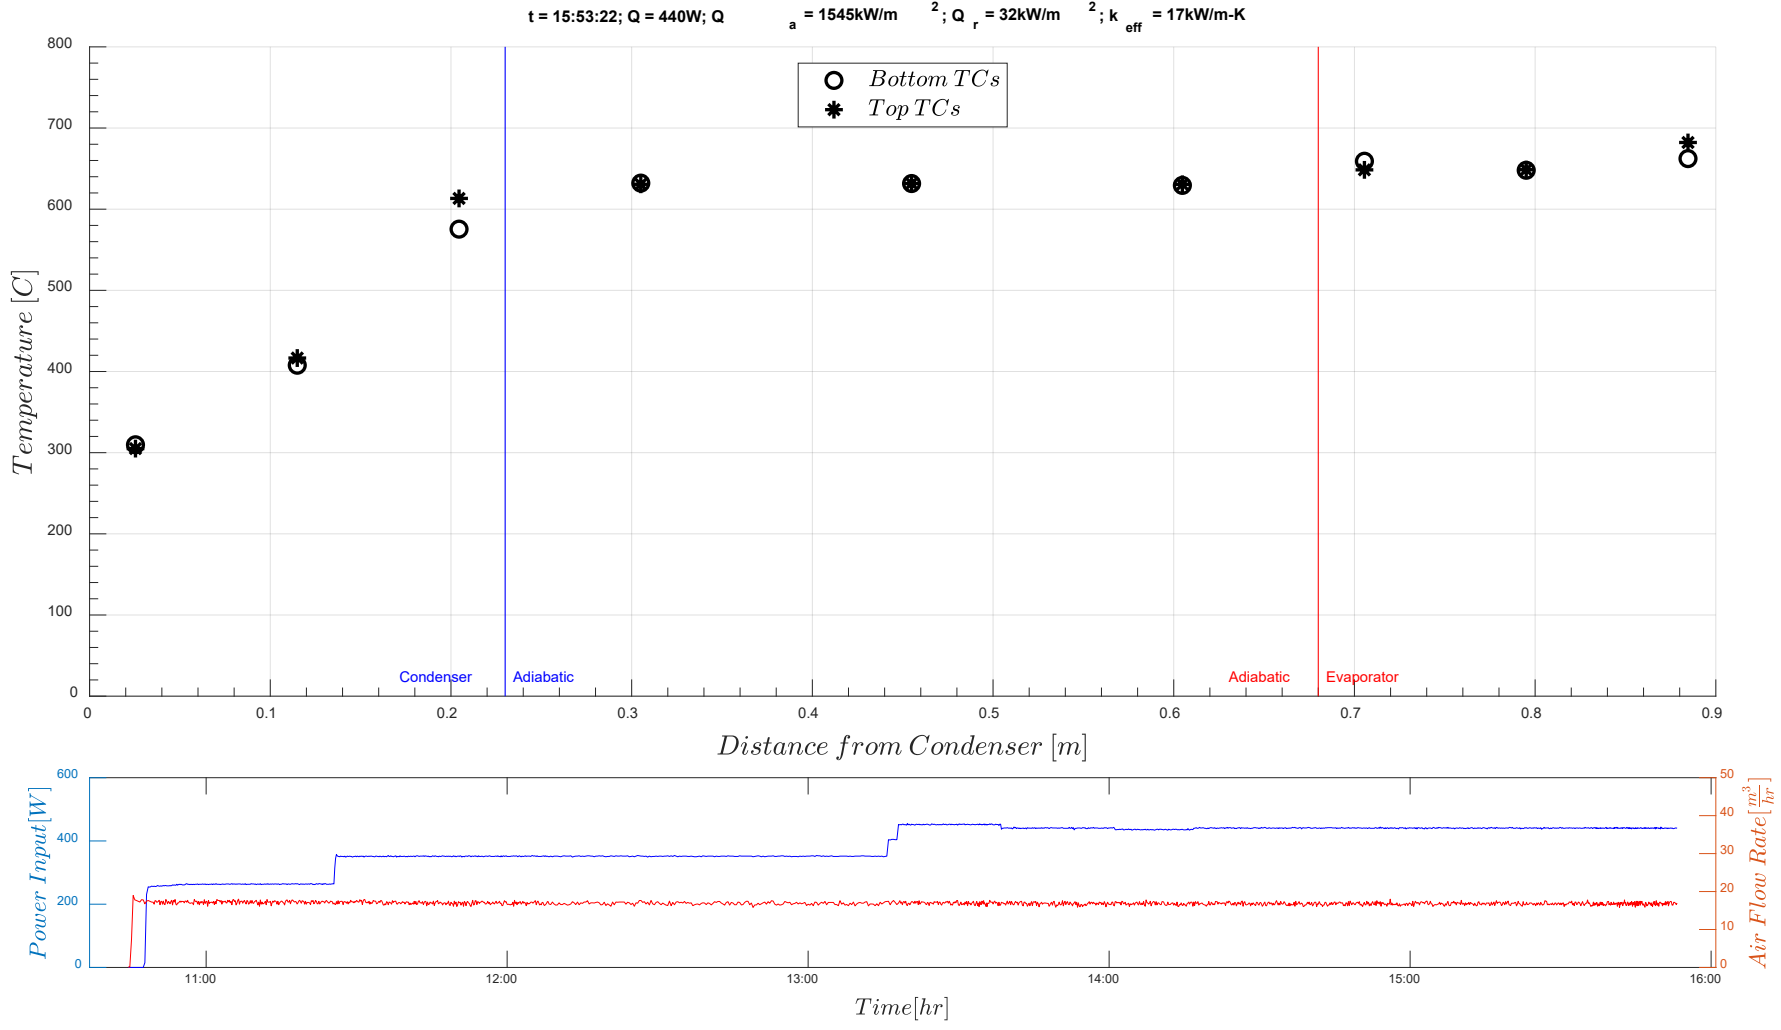 t = 15:53:22; Q = 440W; Q a = 1545kW/m 2 ; Q r = 32kW/m 2 ; k eff = 17kW/m-K
800
700
600
500
400
300
200
100
0
Temperature [C]
Bottom TCs
Top TCs
Condenser
Adiabatic
Adiabatic
Evaporator
0 0.1 0.2 0.3 0.4 0.5 0.6 0.7 0.8 0.9
Distance from Condenser [m]
600
400
200
0
Power Input[W]
50
40
30
20
10
0
Air Flow Rate[m³/hr]
11:00 12:00 13:00 14:00 15:00 16:00
Time[hr]